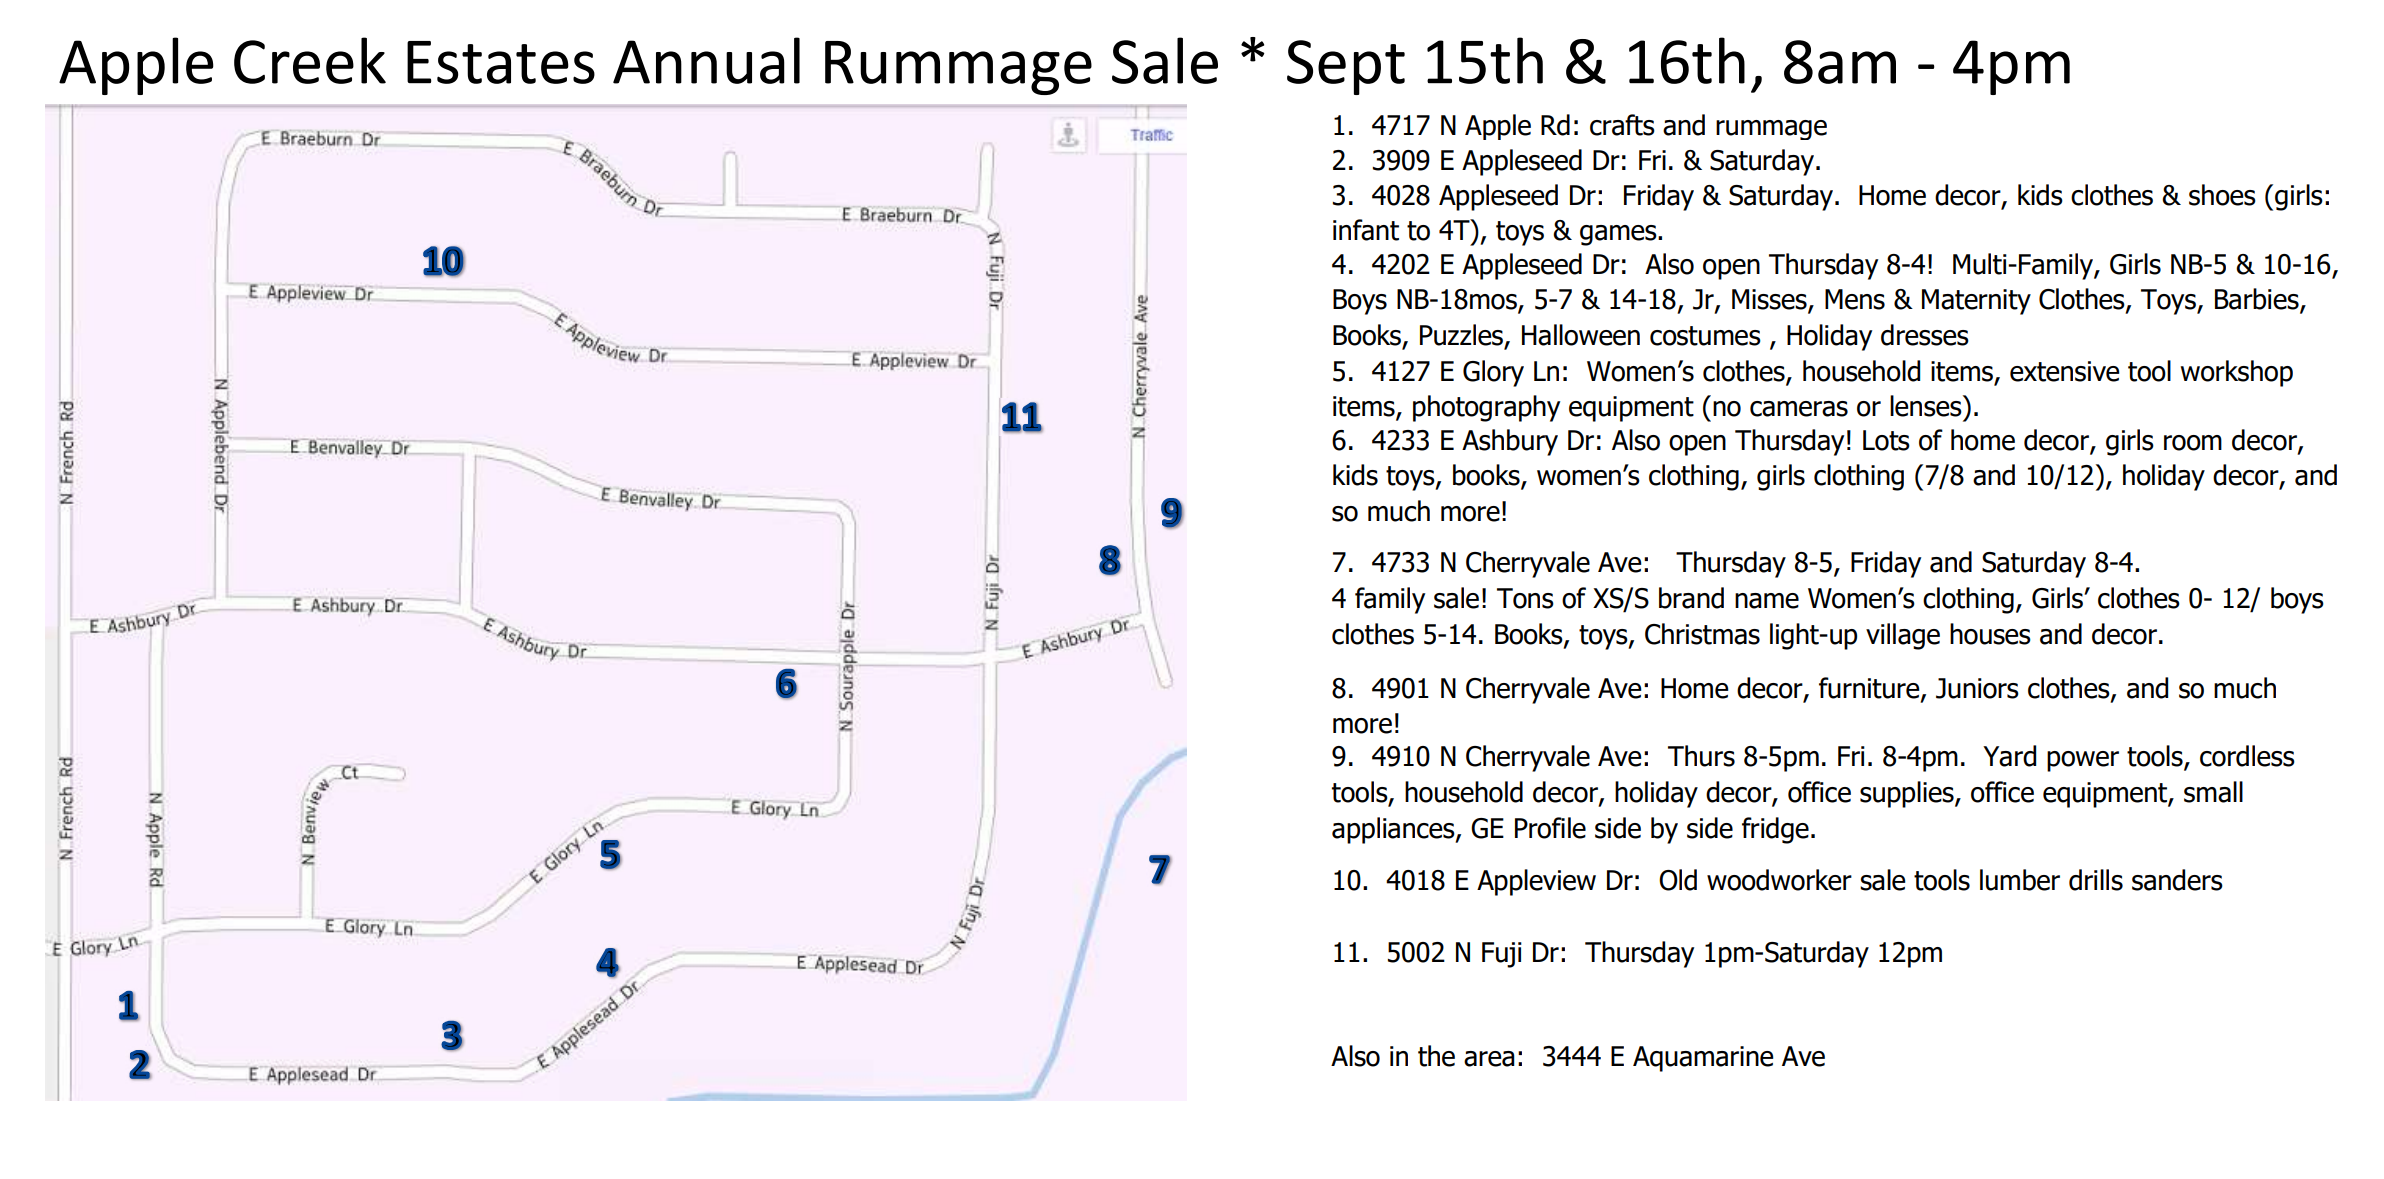 Apple Creek Estates Annual Rummage Sale * Sept 15th & 16th, 8am - 4pm
E Braeburn Dr
E Braeburn Dr
E Braeburn Dr
Traffic
N Fuji Dr
10
E Appleview Dr
E Appleview Dr
E Appleview Dr
N Cherryvale Ave
N French Rd
N Applebend Dr
11
E Benvalley Dr
E Benvalley Dr
9
8
N Fuji Dr
E Ashbury Dr
E Ashbury Dr
E Ashbury Dr
E Ashbury Dr
N Sourapple Dr
6
N French Rd
N Apple Rd
N Benview Ct
E Glory Ln
E Glory Ln
5
7
E Glory Ln
E Glory Ln
N Fuji Dr
4
E Applesead Dr
1
3
E Applesead Dr
2
E Applesead Dr
1. 4717 N Apple Rd: crafts and rummage
2. 3909 E Appleseed Dr: Fri. & Saturday.
3. 4028 Appleseed Dr: Friday & Saturday. Home decor, kids clothes & shoes (girls:
infant to 4T), toys & games.
4. 4202 E Appleseed Dr: Also open Thursday 8-4! Multi-Family, Girls NB-5 & 10-16,
Boys NB-18mos, 5-7 & 14-18, Jr, Misses, Mens & Maternity Clothes, Toys, Barbies,
Books, Puzzles, Halloween costumes , Holiday dresses
5. 4127 E Glory Ln: Women’s clothes, household items, extensive tool workshop
items, photography equipment (no cameras or lenses).
6. 4233 E Ashbury Dr: Also open Thursday! Lots of home decor, girls room decor,
kids toys, books, women’s clothing, girls clothing (7/8 and 10/12), holiday decor, and
so much more!
7. 4733 N Cherryvale Ave: Thursday 8-5, Friday and Saturday 8-4.
4 family sale! Tons of XS/S brand name Women’s clothing, Girls’ clothes 0- 12/ boys
clothes 5-14. Books, toys, Christmas light-up village houses and decor.
8. 4901 N Cherryvale Ave: Home decor, furniture, Juniors clothes, and so much
more!
9. 4910 N Cherryvale Ave: Thurs 8-5pm. Fri. 8-4pm. Yard power tools, cordless
tools, household decor, holiday decor, office supplies, office equipment, small
appliances, GE Profile side by side fridge.
10. 4018 E Appleview Dr: Old woodworker sale tools lumber drills sanders
11. 5002 N Fuji Dr: Thursday 1pm-Saturday 12pm
Also in the area: 3444 E Aquamarine Ave